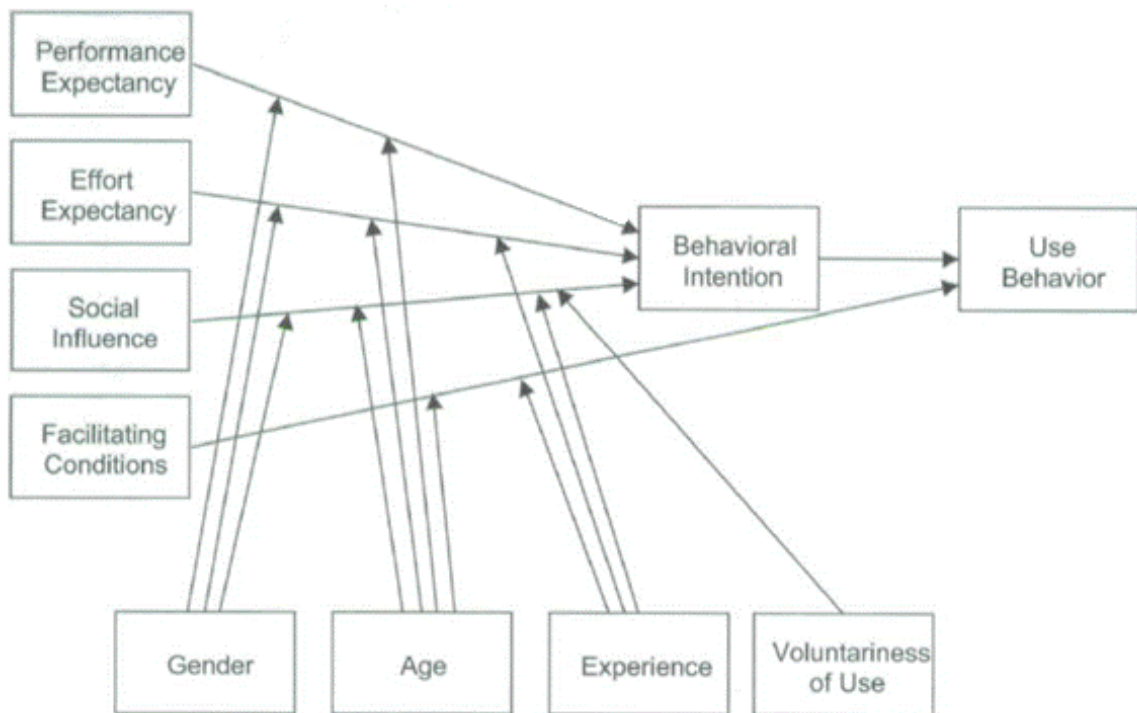 Performance
Expectancy
Effort
Expectancy
Social
Influence
Facilitating
Conditions
Behavioral
Intention
Use
Behavior
Gender
Age
Experience
Voluntariness
of Use